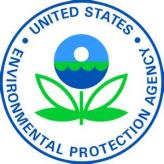 UNITED STATES
ENVIRONMENTAL PROTECTION AGENCY